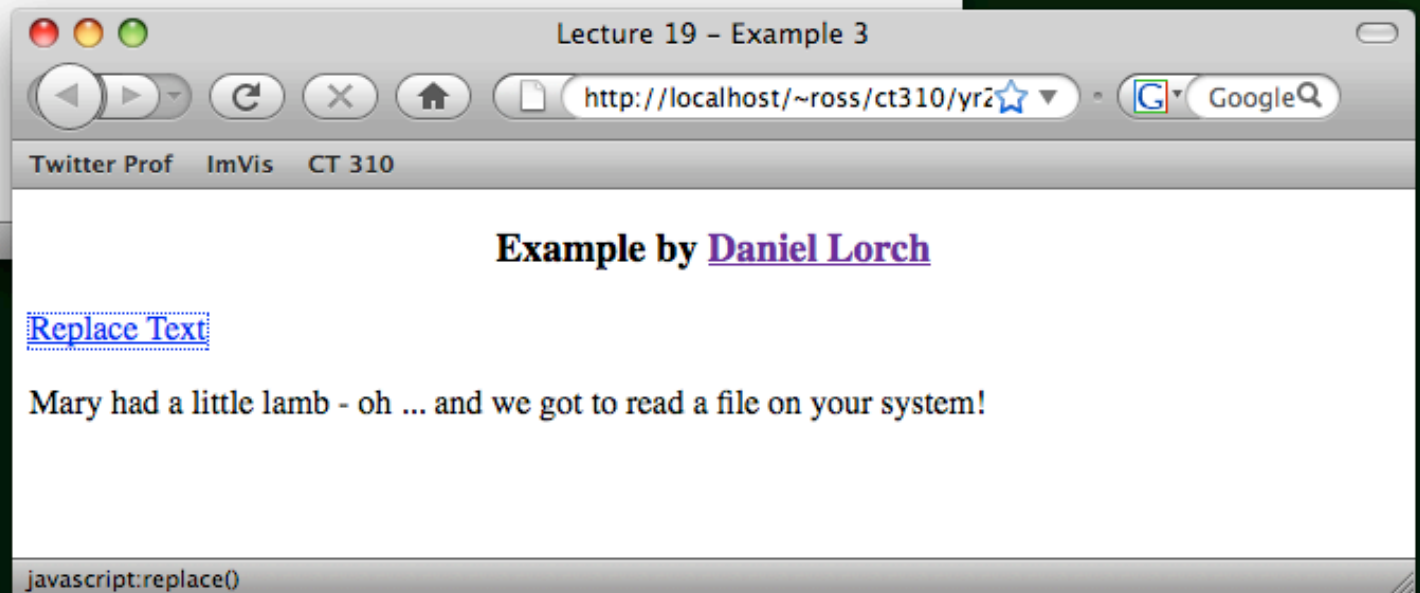 Lecture 19 – Example 3
http://localhost/~ross/ct310/yr2 Google
Twitter Prof ImVis CT 310
Example by Daniel Lorch
Replace Text
Mary had a little lamb - oh ... and we got to read a file on your system!
javascript:replace()